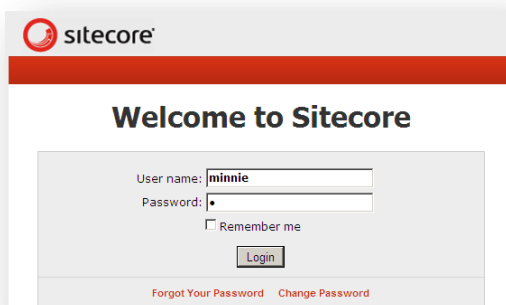 sitecore
Welcome to Sitecore
User name: minnie
Password: •
Remember me
Login
Forgot Your Password Change Password